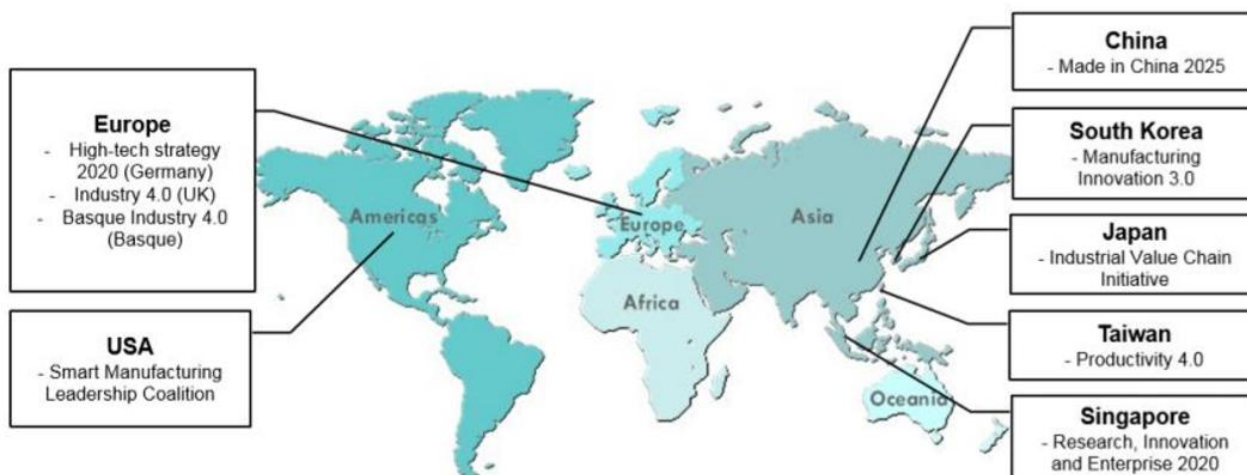 Europe
- High-tech strategy
2020 (Germany)
- Industry 4.0 (UK)
- Basque Industry 4.0
(Basque)
USA
- Smart Manufacturing
Leadership Coalition
Americas
Europe
Africa
Asia
Oceania
China
- Made in China 2025
South Korea
- Manufacturing
Innovation 3.0
Japan
- Industrial Value Chain
Initiative
Taiwan
- Productivity 4.0
Singapore
- Research, Innovation
and Enterprise 2020